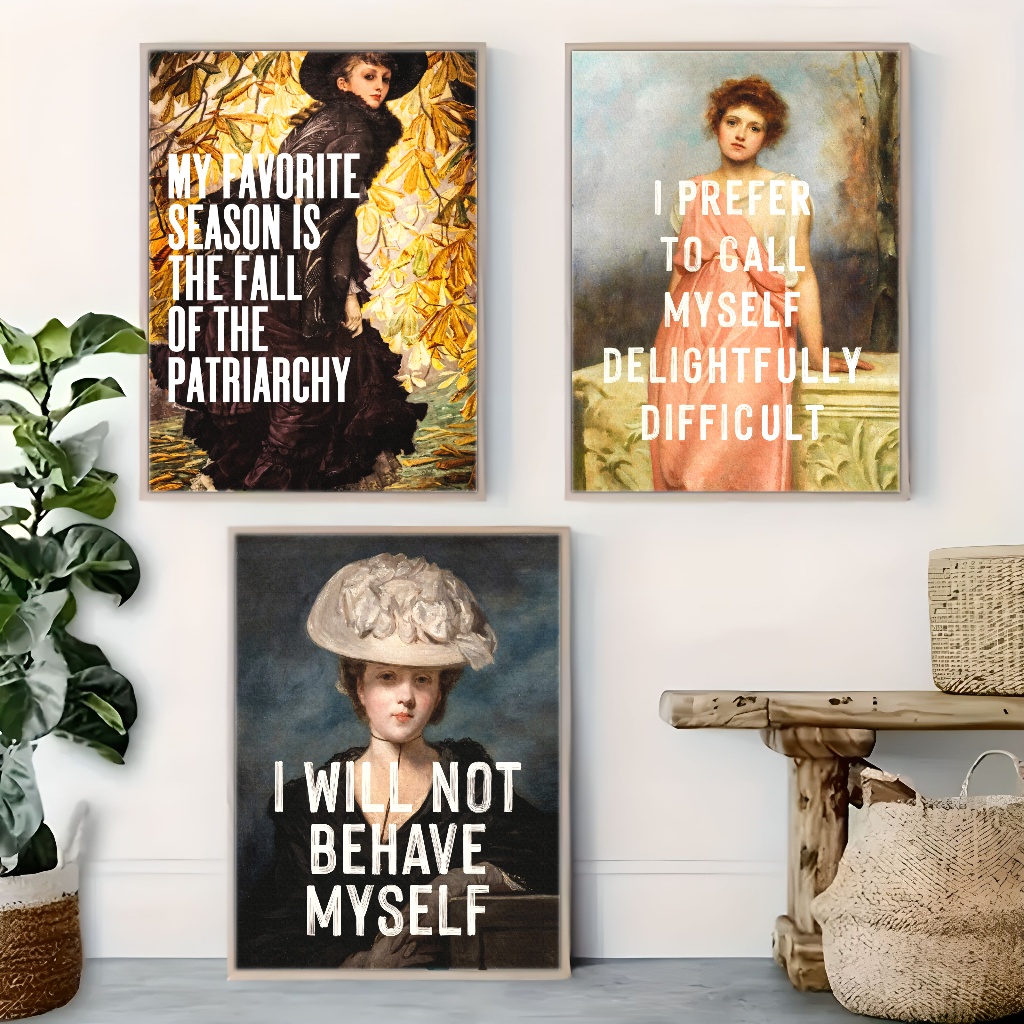 MY FAVORITE
SEASON IS
THE FALL
OF THE
PATRIARCHY
I PREFER
TO CALL
MYSELF
DELIGHTFULLY
DIFFICULT
I WILL NOT
BEHAVE
MYSELF